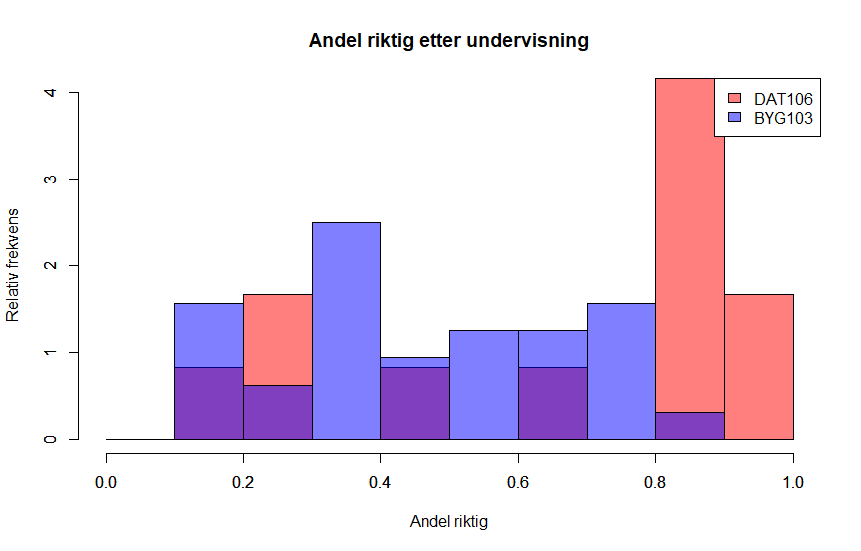 Andel riktig etter undervisning
DAT106
BYG103
4
3
2
1
0
Relativ frekvens
0.0 0.2 0.4 0.6 0.8 1.0
Andel riktig